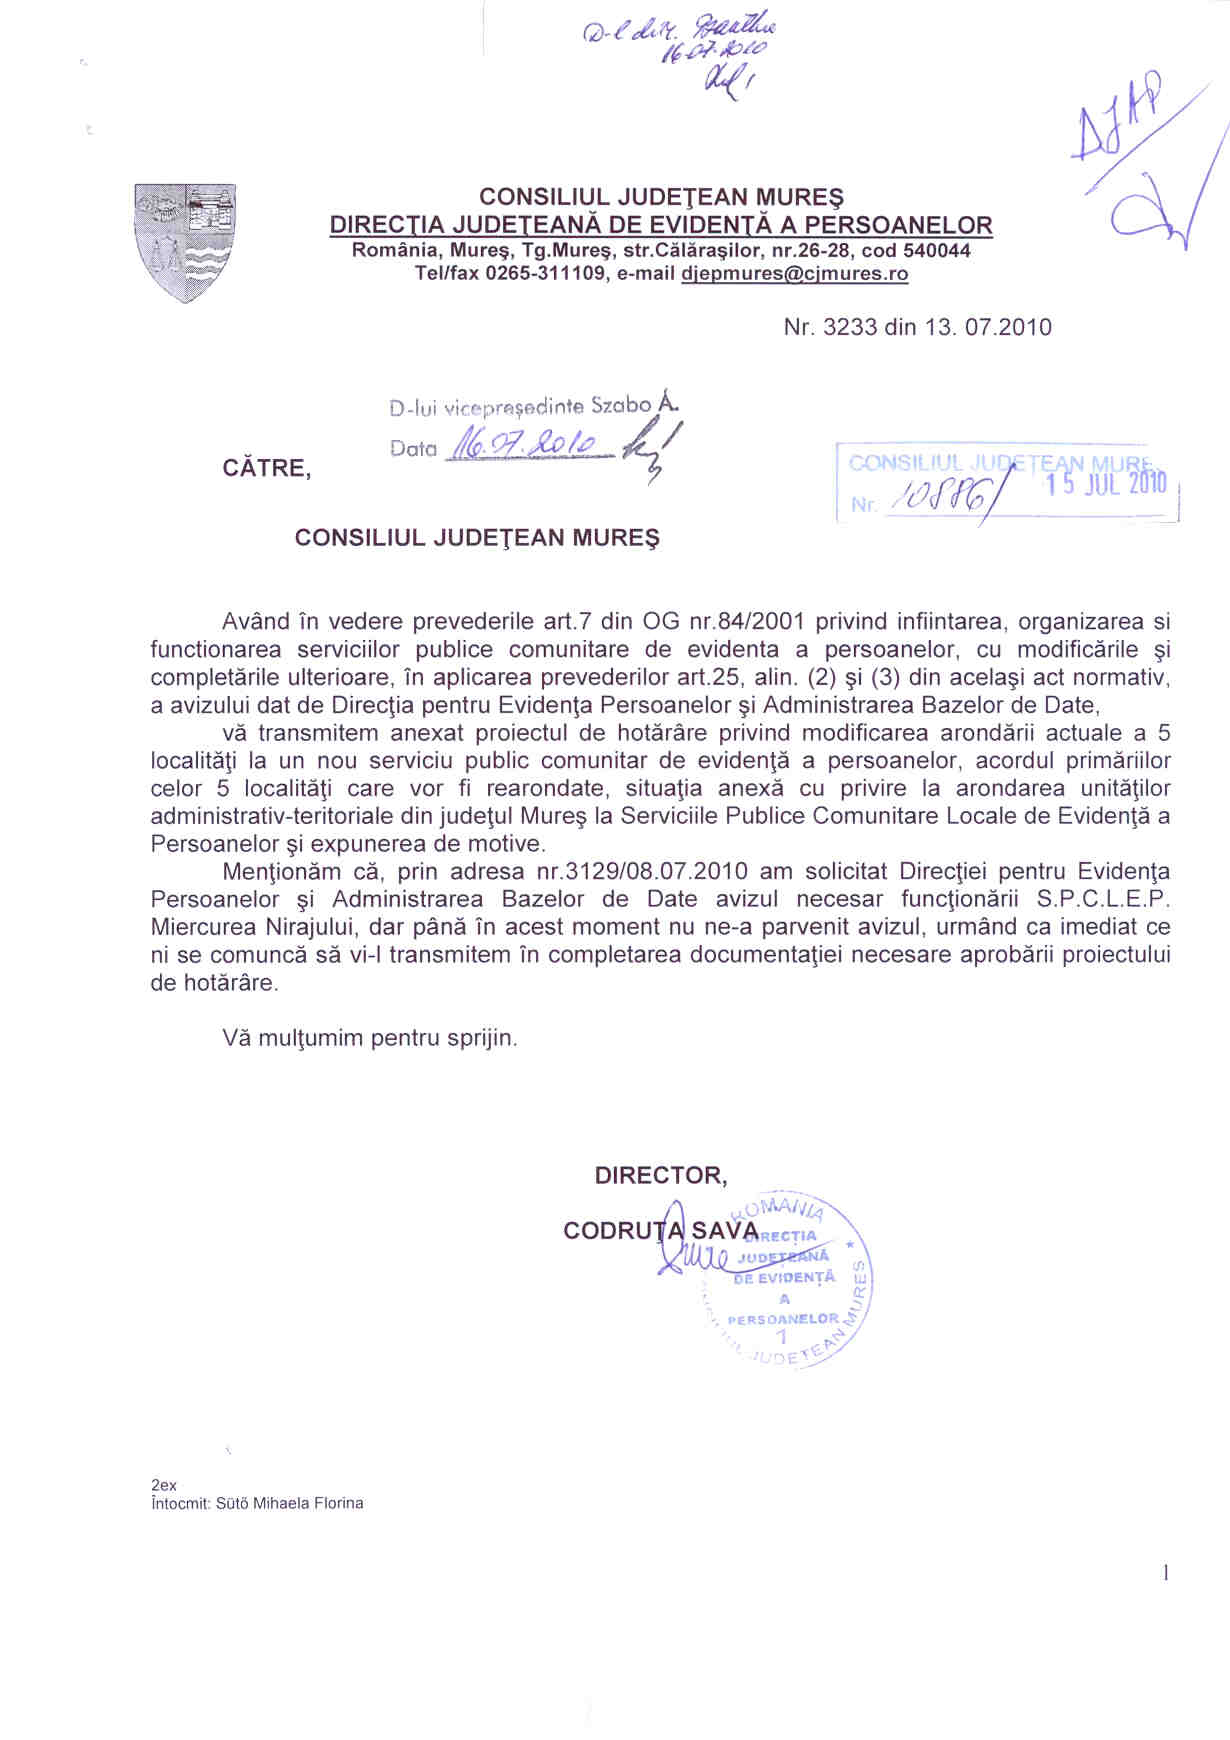 D-l dir.
16.07.2010
DJAP
CONSILIUL JUDEŢEAN MUREŞ
DIRECŢIA JUDEŢEANĂ DE EVIDENŢĂ A PERSOANELOR
România, Mureş, Tg.Mureş, str.Călăraşilor, nr.26-28, cod 540044
Tel/fax 0265-311109, e-mail djepmures@cjmures.ro
Nr. 3233 din 13. 07.2010
D-lui vicepreşedinte Szabo Á.
Data 16.07.2010
CĂTRE,
CONSILIUL JUDEŢEAN MUREŞ
Nr. 10886/ 15 JUL 2010
CONSILIUL JUDEŢEAN MUREŞ
Având în vedere prevederile art.7 din OG nr.84/2001 privind infiintarea, organizarea si
functionarea serviciilor publice comunitare de evidenta a persoanelor, cu modificările şi
completările ulterioare, în aplicarea prevederilor art.25, alin. (2) şi (3) din acelaşi act normativ,
a avizului dat de Direcţia pentru Evidenţa Persoanelor şi Administrarea Bazelor de Date,
vă transmitem anexat proiectul de hotărâre privind modificarea arondării actuale a 5
localităţi la un nou serviciu public comunitar de evidenţă a persoanelor, acordul primăriilor
celor 5 localităţi care vor fi rearondate, situaţia anexă cu privire la arondarea unităţilor
administrativ-teritoriale din judeţul Mureş la Serviciile Publice Comunitare Locale de Evidenţă a
Persoanelor şi expunerea de motive.
Menţionăm că, prin adresa nr.3129/08.07.2010 am solicitat Direcţiei pentru Evidenţa
Persoanelor şi Administrarea Bazelor de Date avizul necesar funcţionării S.P.C.L.E.P.
Miercurea Nirajului, dar până în acest moment nu ne-a parvenit avizul, urmând ca imediat ce
ni se comuncă să vi-l transmitem în completarea documentaţiei necesare aprobării proiectului
de hotărâre.
Vă mulţumim pentru sprijin.
DIRECTOR,
CODRUŢA SAVA
ROMANIA
DIRECŢIA
JUDEŢEANĂ
DE EVIDENŢĂ
A
PERSOANELOR
1
JUDEŢEAN MUREŞ
2ex
Întocmit: Sütő Mihaela Florina
1